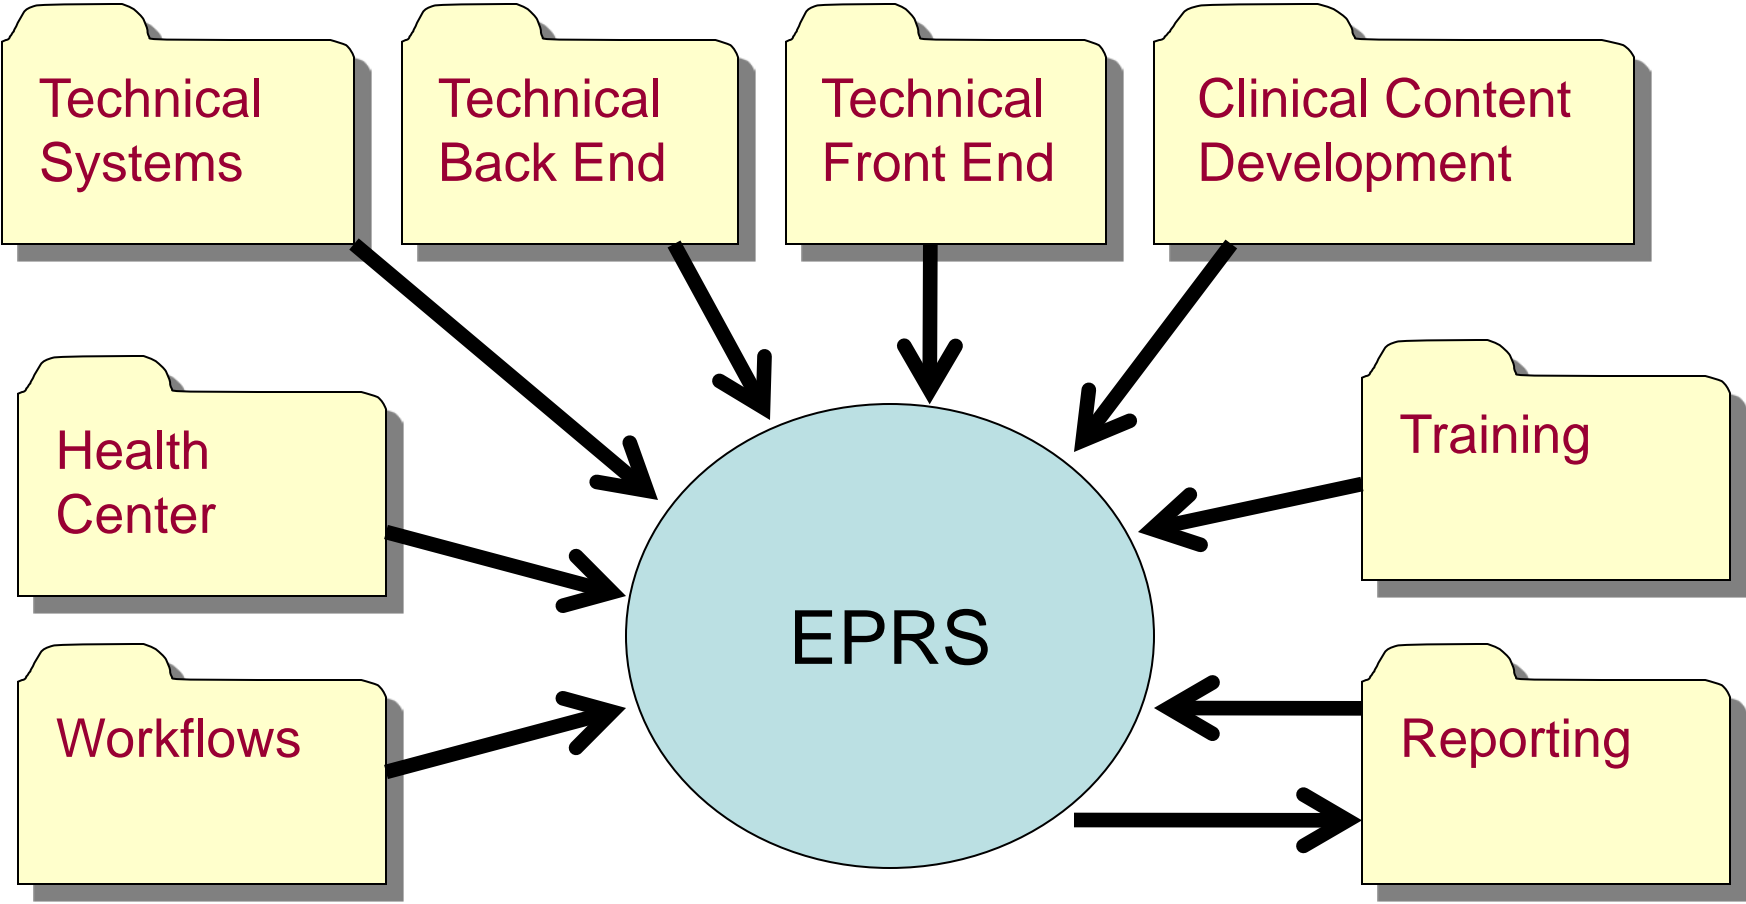 Technical
Systems
Technical
Back End
Technical
Front End
Clinical Content
Development
Health
Center
Training
EPRS
Workflows
Reporting